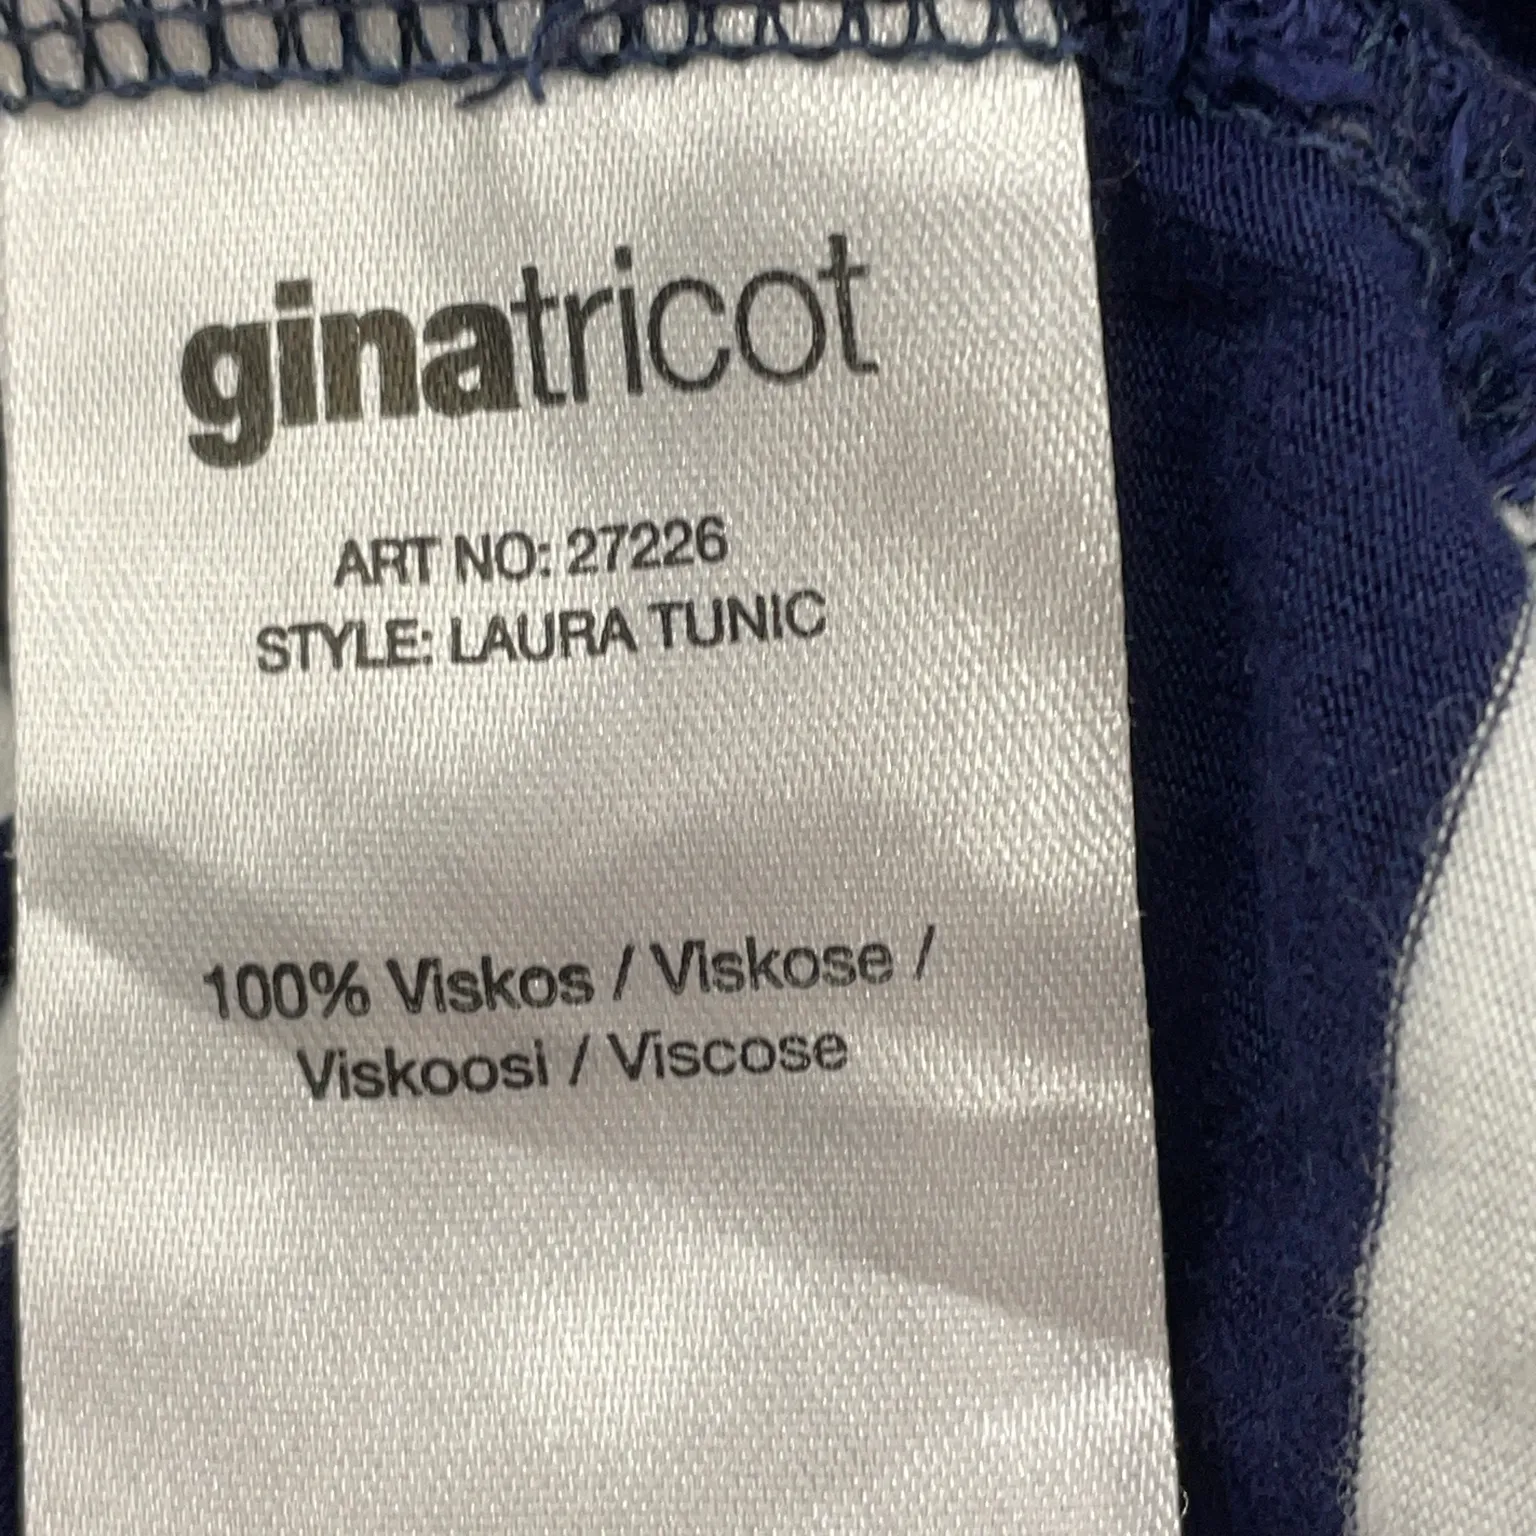 ginatricot
ART NO: 27226
STYLE: LAURA TUNIC
100% Viskos / Viskose /
Viskoosi / Viscose